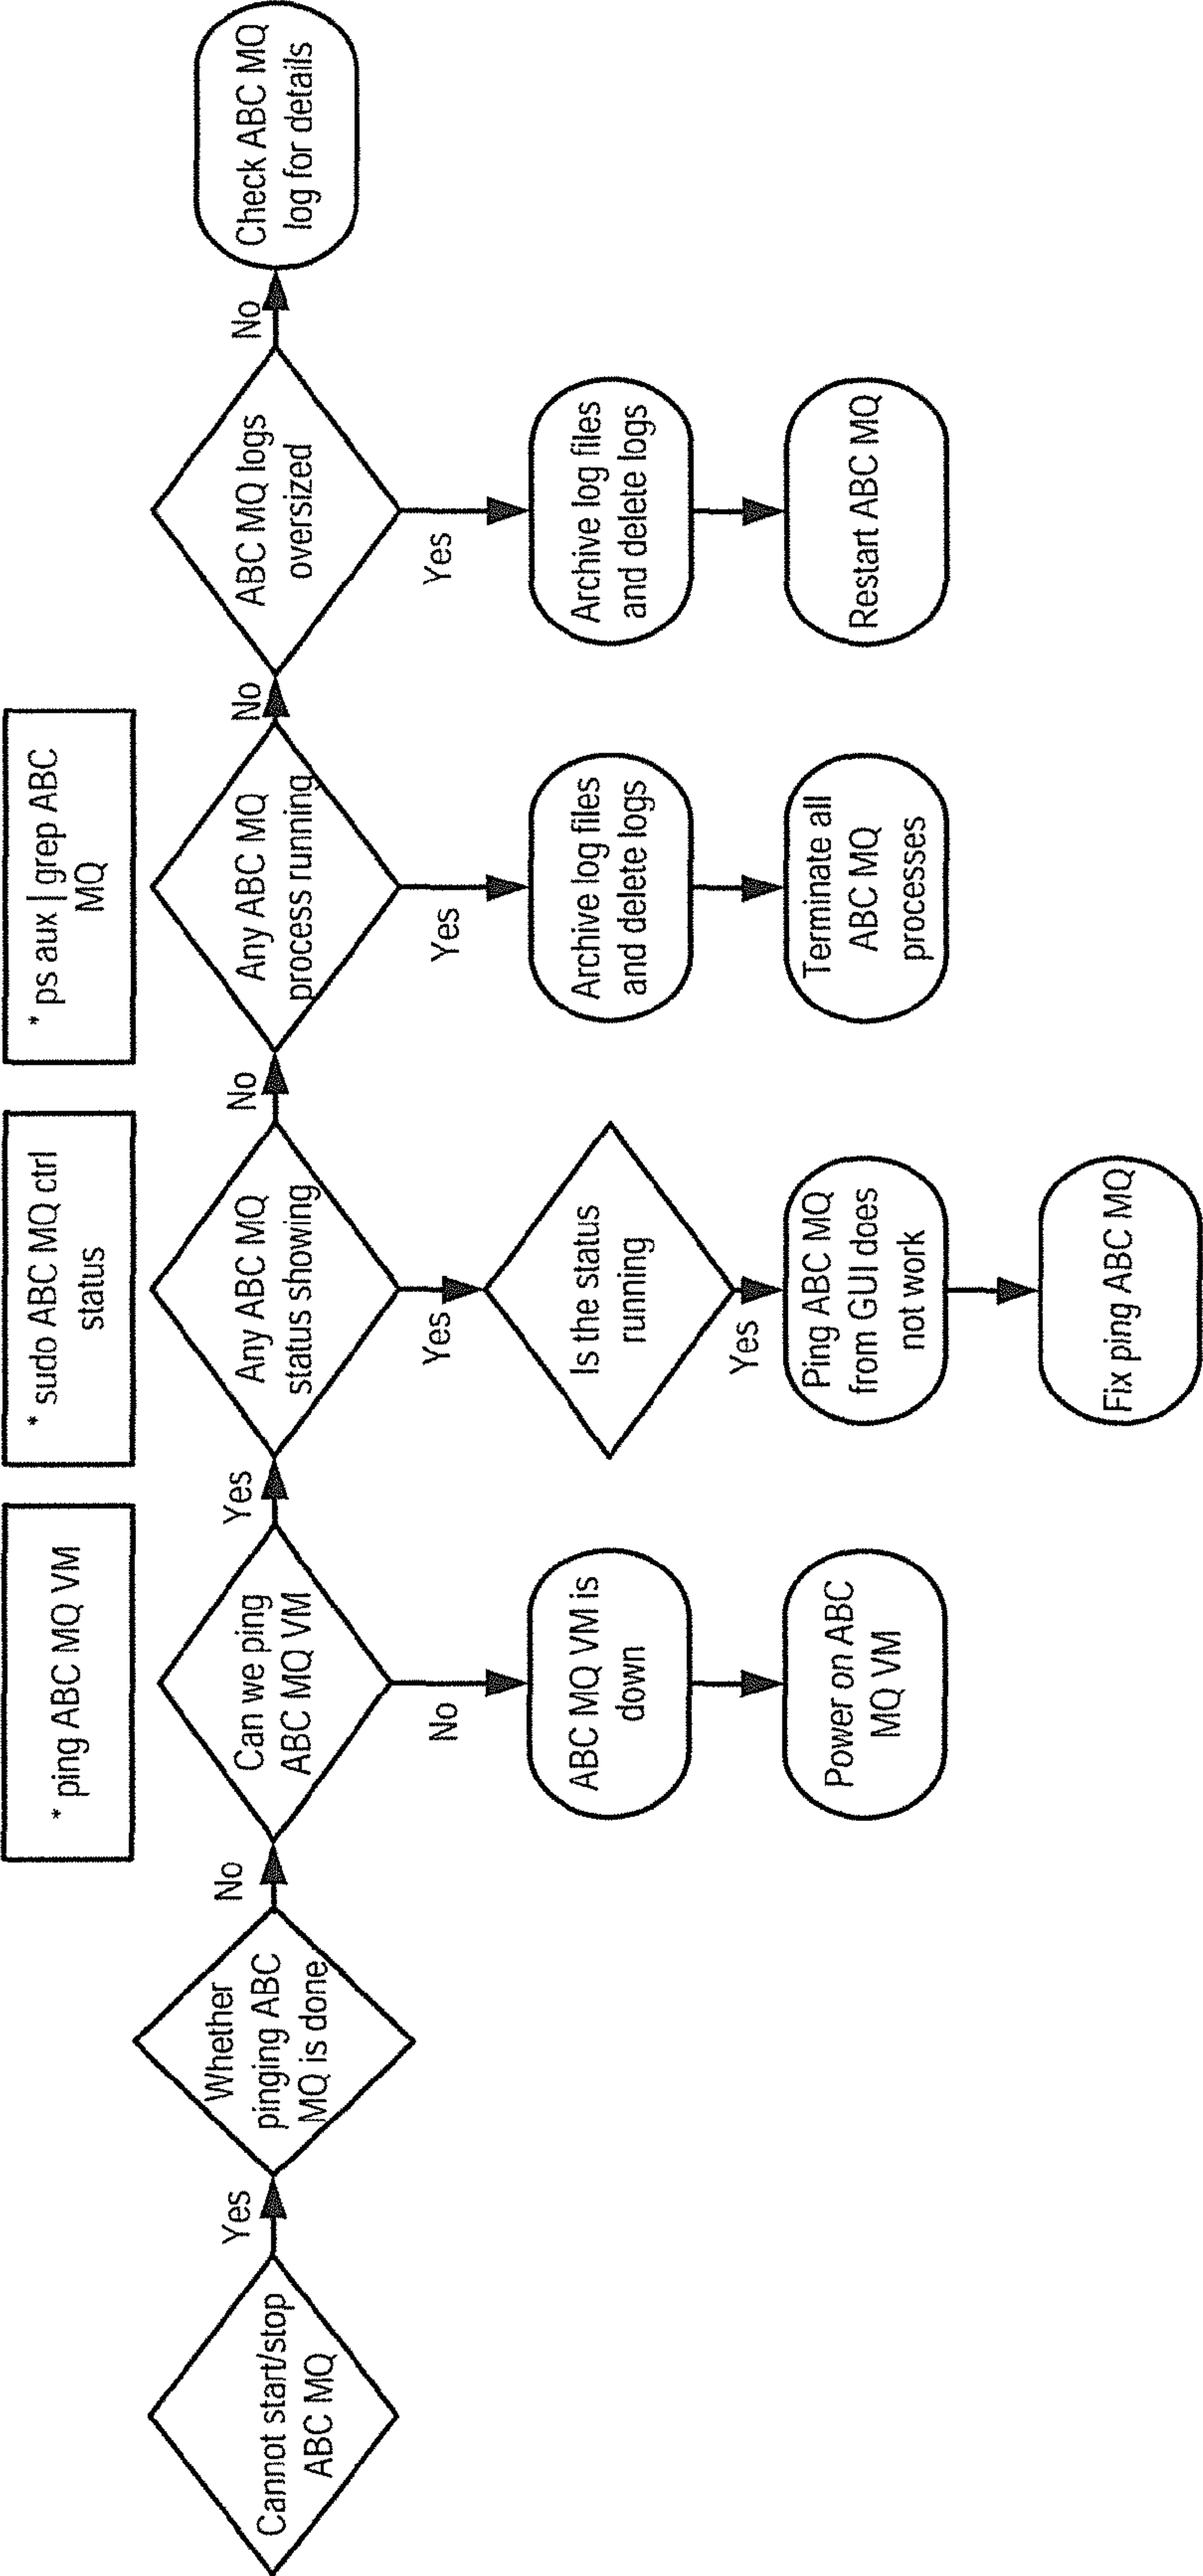 * ping ABC MQ VM
* sudo ABC MQ ctrl
status
* ps aux | grep ABC
MQ
Cannot start/stop
ABC MQ
Yes
Whether
pinging ABC
MQ is done
No
Can we ping
ABC MQ VM
Yes
Any ABC MQ
status showing
No
Any ABC MQ
process running
No
ABC MQ logs
oversized
No
Check ABC MQ
log for details
No
ABC MQ VM is
down
Power on ABC
MQ VM
Yes
Is the status
running
Yes
Ping ABC MQ
from GUI does
not work
Fix ping ABC MQ
Yes
Archive log files
and delete logs
Terminate all
ABC MQ
processes
Yes
Archive log files
and delete logs
Restart ABC MQ